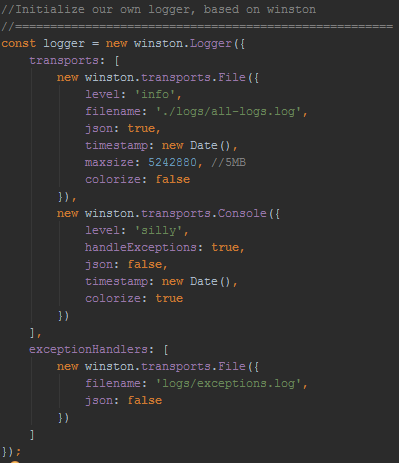 //Initialize our own logger, based on winston
//======================================================
const logger = new winston.Logger({
    transports: [
        new winston.transports.File({
            level: 'info',
            filename: './logs/all-logs.log',
            json: true,
            timestamp: new Date(),
            maxsize: 5242880, //5MB
            colorize: false
        }),
        new winston.transports.Console({
            level: 'silly',
            handleExceptions: true,
            json: false,
            timestamp: new Date(),
            colorize: true
        })
    ],
    exceptionHandlers: [
        new winston.transports.File({
            filename: 'logs/exceptions.log',
            json: false
        })
    ]
});